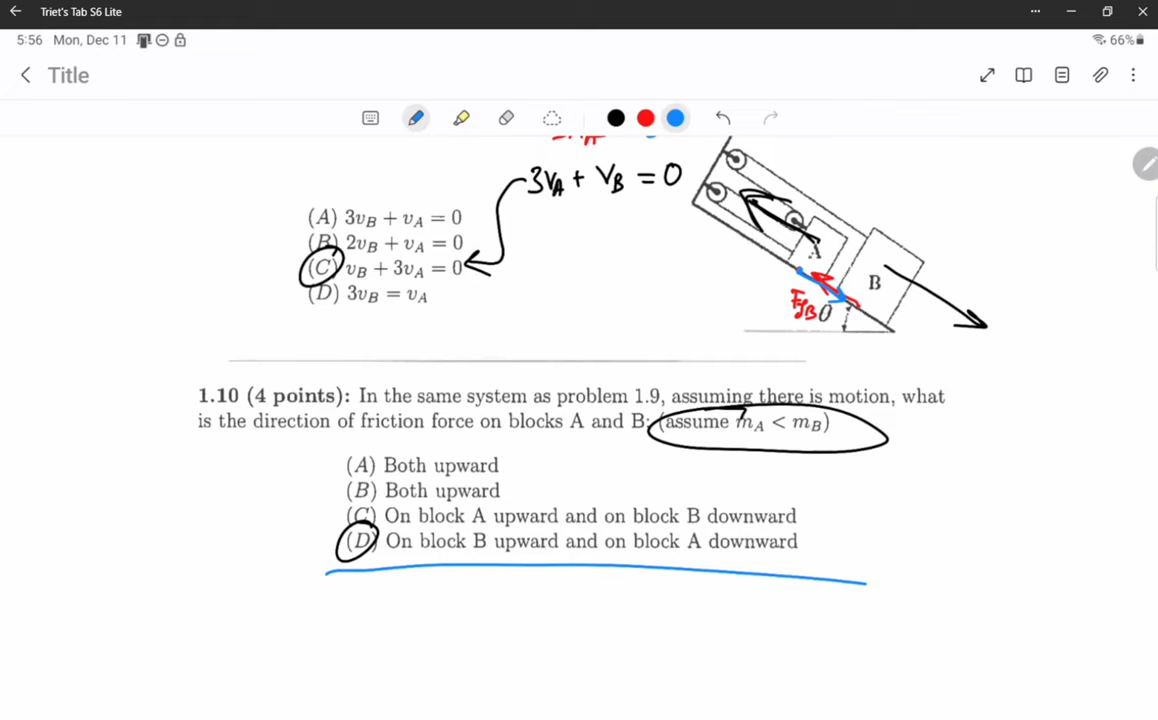 Triet's Tab S6 Lite
5:56 Mon, Dec 11 66%
Title
3vA + vB = 0
(A) 3vB + vA = 0
(B) 2vB + vA = 0
(C) vB + 3vA = 0
(D) 3vB = vA
A
B
FfB
θ
1.10 (4 points): In the same system as problem 1.9, assuming there is motion, what
is the direction of friction force on blocks A and B: (assume mA < mB)
(A) Both upward
(B) Both upward
(C) On block A upward and on block B downward
(D) On block B upward and on block A downward